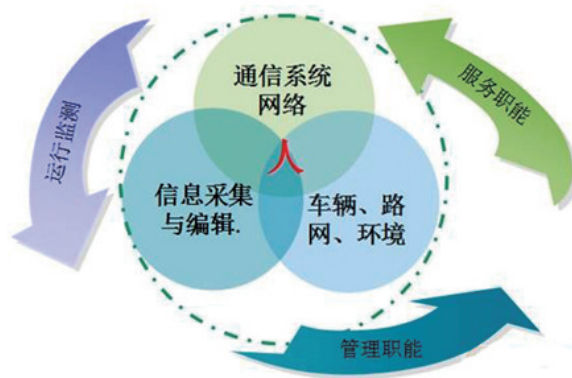 通信系统
网络
服务职能
运行监测
人
信息采集
与编辑.
车辆、路
网、环境
管理职能